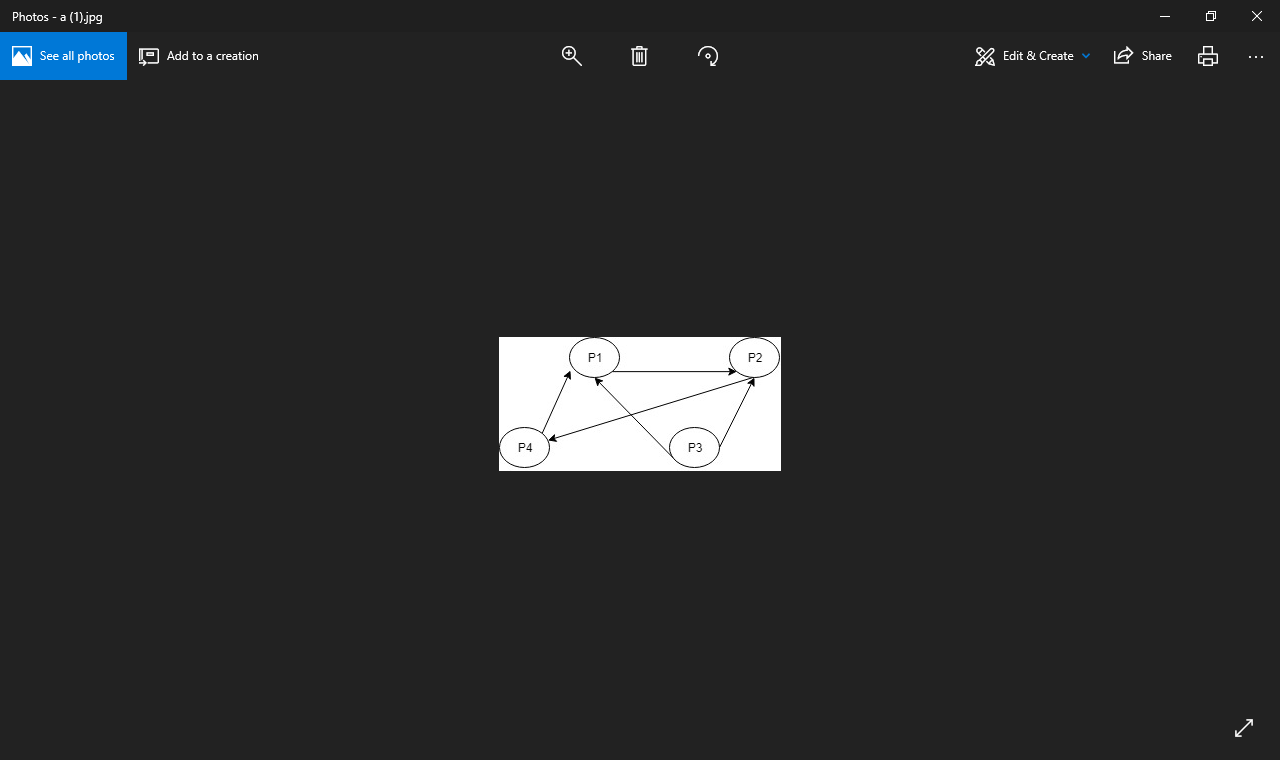 Photos - a (1).jpg
See all photos
Add to a creation
Edit & Create
Share
P1
P2
P4
P3